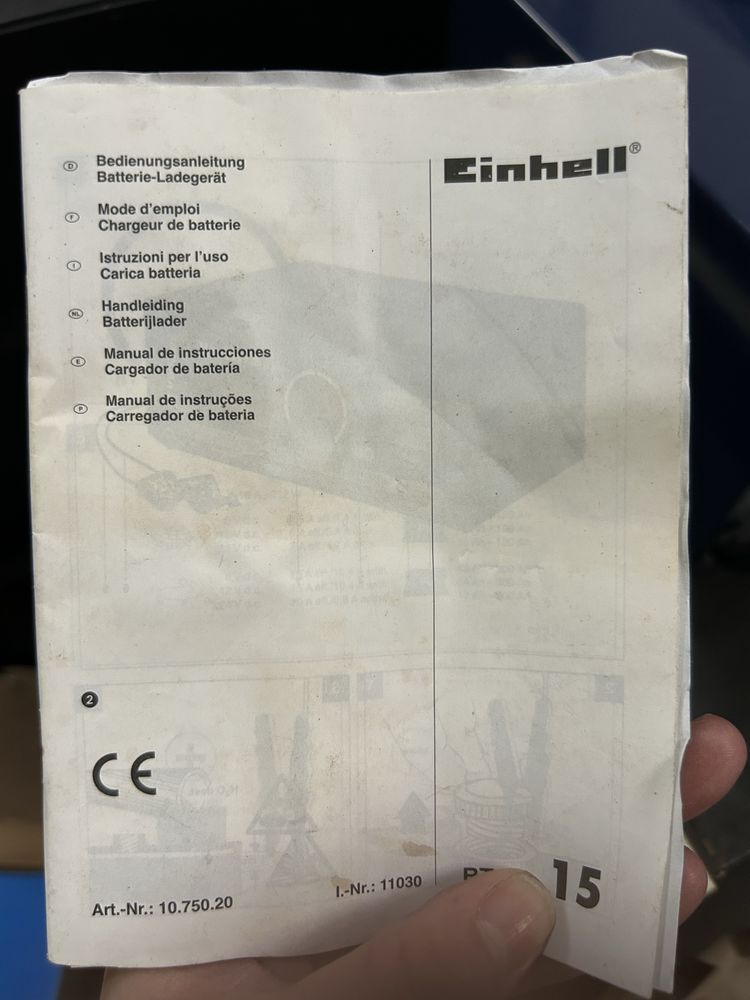 D Bedienungsanleitung
Batterie-Ladegerät
F Mode d'emploi
Chargeur de batterie
I Istruzioni per l'uso
Carica batteria
NL Handleiding
Batterijlader
E Manual de instrucciones
Cargador de batería
P Manual de instruções
Carregador de bateria
Einhell®
2
CE
Art.-Nr.: 10.750.20
I.-Nr.: 11030
15